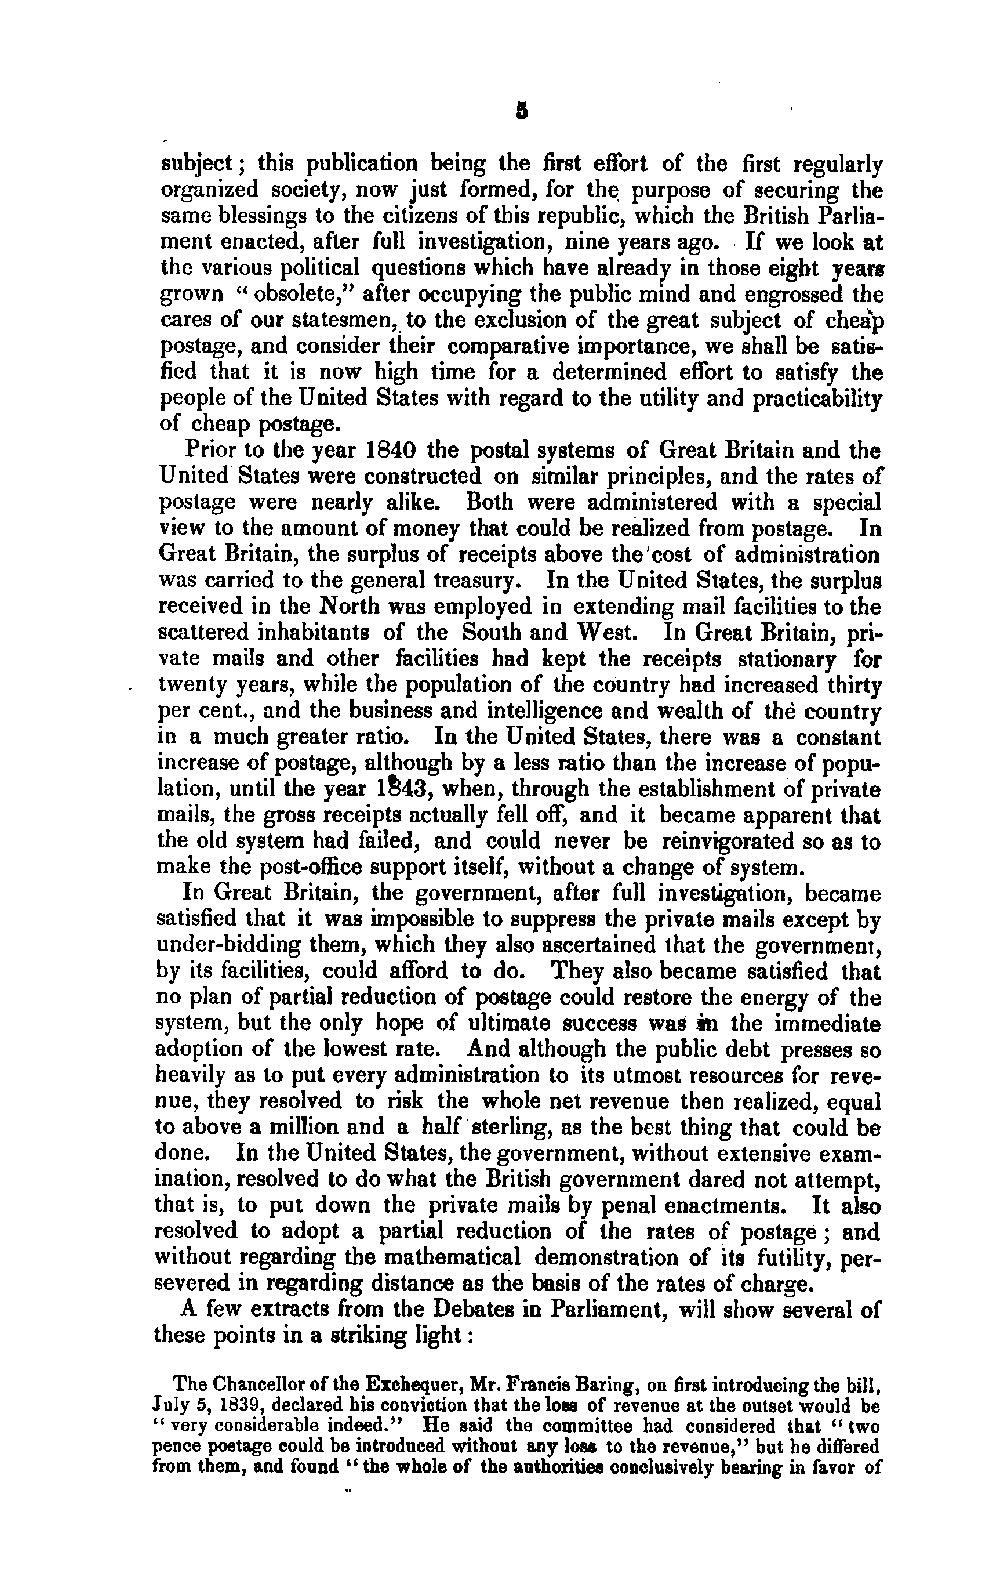 5
subject; this publication being the first effort of the first regularly
organized society, now just formed, for the purpose of securing the
same blessings to the citizens of this republic, which the British Parlia-
ment enacted, after full investigation, nine years ago. If we look at
the various political questions which have already in those eight years
grown "obsolete," after occupying the public mind and engrossed the
cares of our statesmen, to the exclusion of the great subject of cheap
postage, and consider their comparative importance, we shall be satis-
fied that it is now high time for a determined effort to satisfy the
people of the United States with regard to the utility and practicability
of cheap postage.
Prior to the year 1840 the postal systems of Great Britain and the
United States were constructed on similar principles, and the rates of
postage were nearly alike. Both were administered with a special
view to the amount of money that could be realized from postage. In
Great Britain, the surplus of receipts above the cost of administration
was carried to the general treasury. In the United States, the surplus
received in the North was employed in extending mail facilities to the
scattered inhabitants of the South and West. In Great Britain, pri-
vate mails and other facilities had kept the receipts stationary for
twenty years, while the population of the country had increased thirty
per cent., and the business and intelligence and wealth of the country
in a much greater ratio. In the United States, there was a constant
increase of postage, although by a less ratio than the increase of popu-
lation, until the year 1843, when, through the establishment of private
mails, the gross receipts actually fell off, and it became apparent that
the old system had failed, and could never be reinvigorated so as to
make the post-office support itself, without a change of system.
In Great Britain, the government, after full investigation, became
satisfied that it was impossible to suppress the private mails except by
under-bidding them, which they also ascertained that the government,
by its facilities, could afford to do. They also became satisfied that
no plan of partial reduction of postage could restore the energy of the
system, but the only hope of ultimate success was in the immediate
adoption of the lowest rate. And although the public debt presses so
heavily as to put every administration to its utmost resources for reve-
nue, they resolved to risk the whole net revenue then realized, equal
to above a million and a half sterling, as the best thing that could be
done. In the United States, the government, without extensive exam-
ination, resolved to do what the British government dared not attempt,
that is, to put down the private mails by penal enactments. It also
resolved to adopt a partial reduction of the rates of postage; and
without regarding the mathematical demonstration of its futility, per-
severed in regarding distance as the basis of the rates of charge.
A few extracts from the Debates in Parliament, will show several of
these points in a striking light:
The Chancellor of the Exchequer, Mr. Francis Baring, on first introducing the bill,
July 5, 1839, declared his conviction that the loss of revenue at the outset would be
"very considerable indeed." He said the committee had considered that "two
pence postage could be introduced without any loss to the revenue," but he differed
from them, and found "the whole of the authorities conclusively bearing in favor of